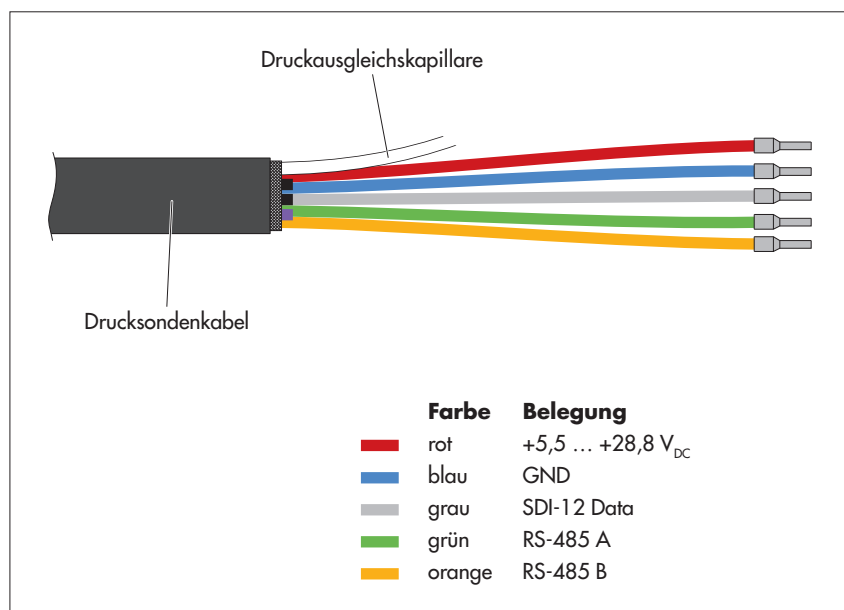 Druckausgleichskapillare
Drucksondenkabel
Farbe Belegung
rot +5,5 … +28,8 V_DC
blau GND
grau SDI-12 Data
grün RS-485 A
orange RS-485 B